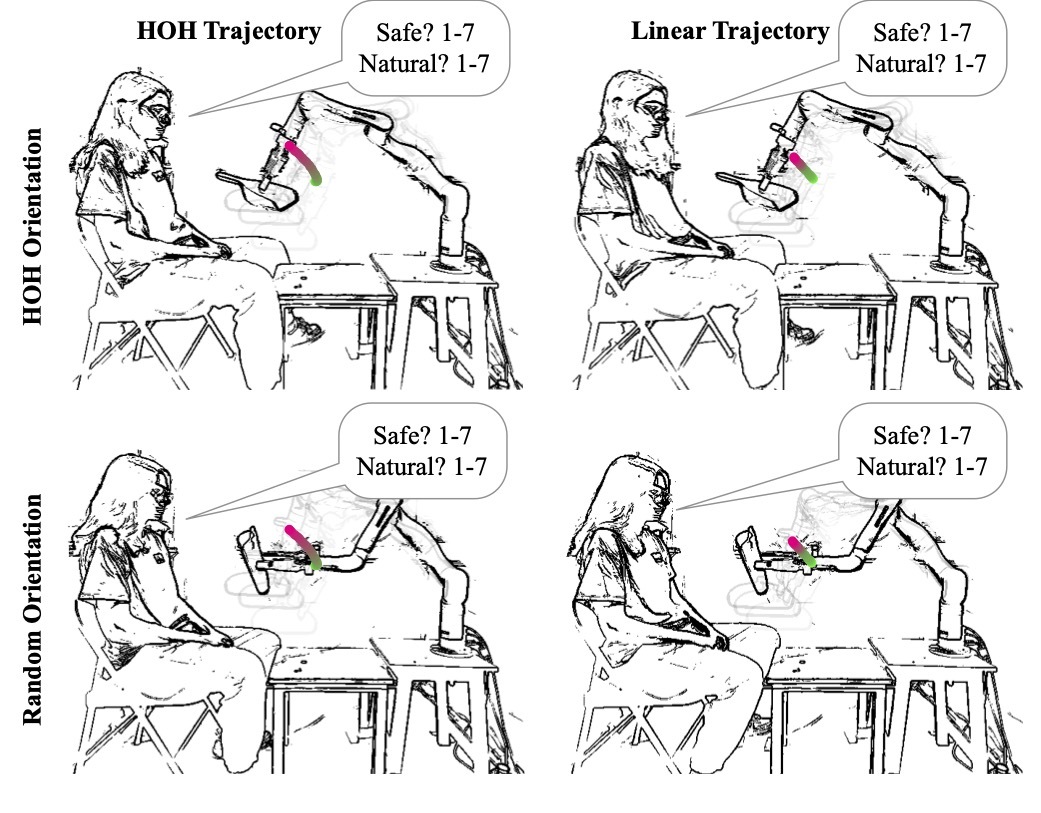 HOH Trajectory
Safe? 1-7
Natural? 1-7
Linear Trajectory
Safe? 1-7
Natural? 1-7
HOH Orientation
Safe? 1-7
Natural? 1-7
Safe? 1-7
Natural? 1-7
Random Orientation